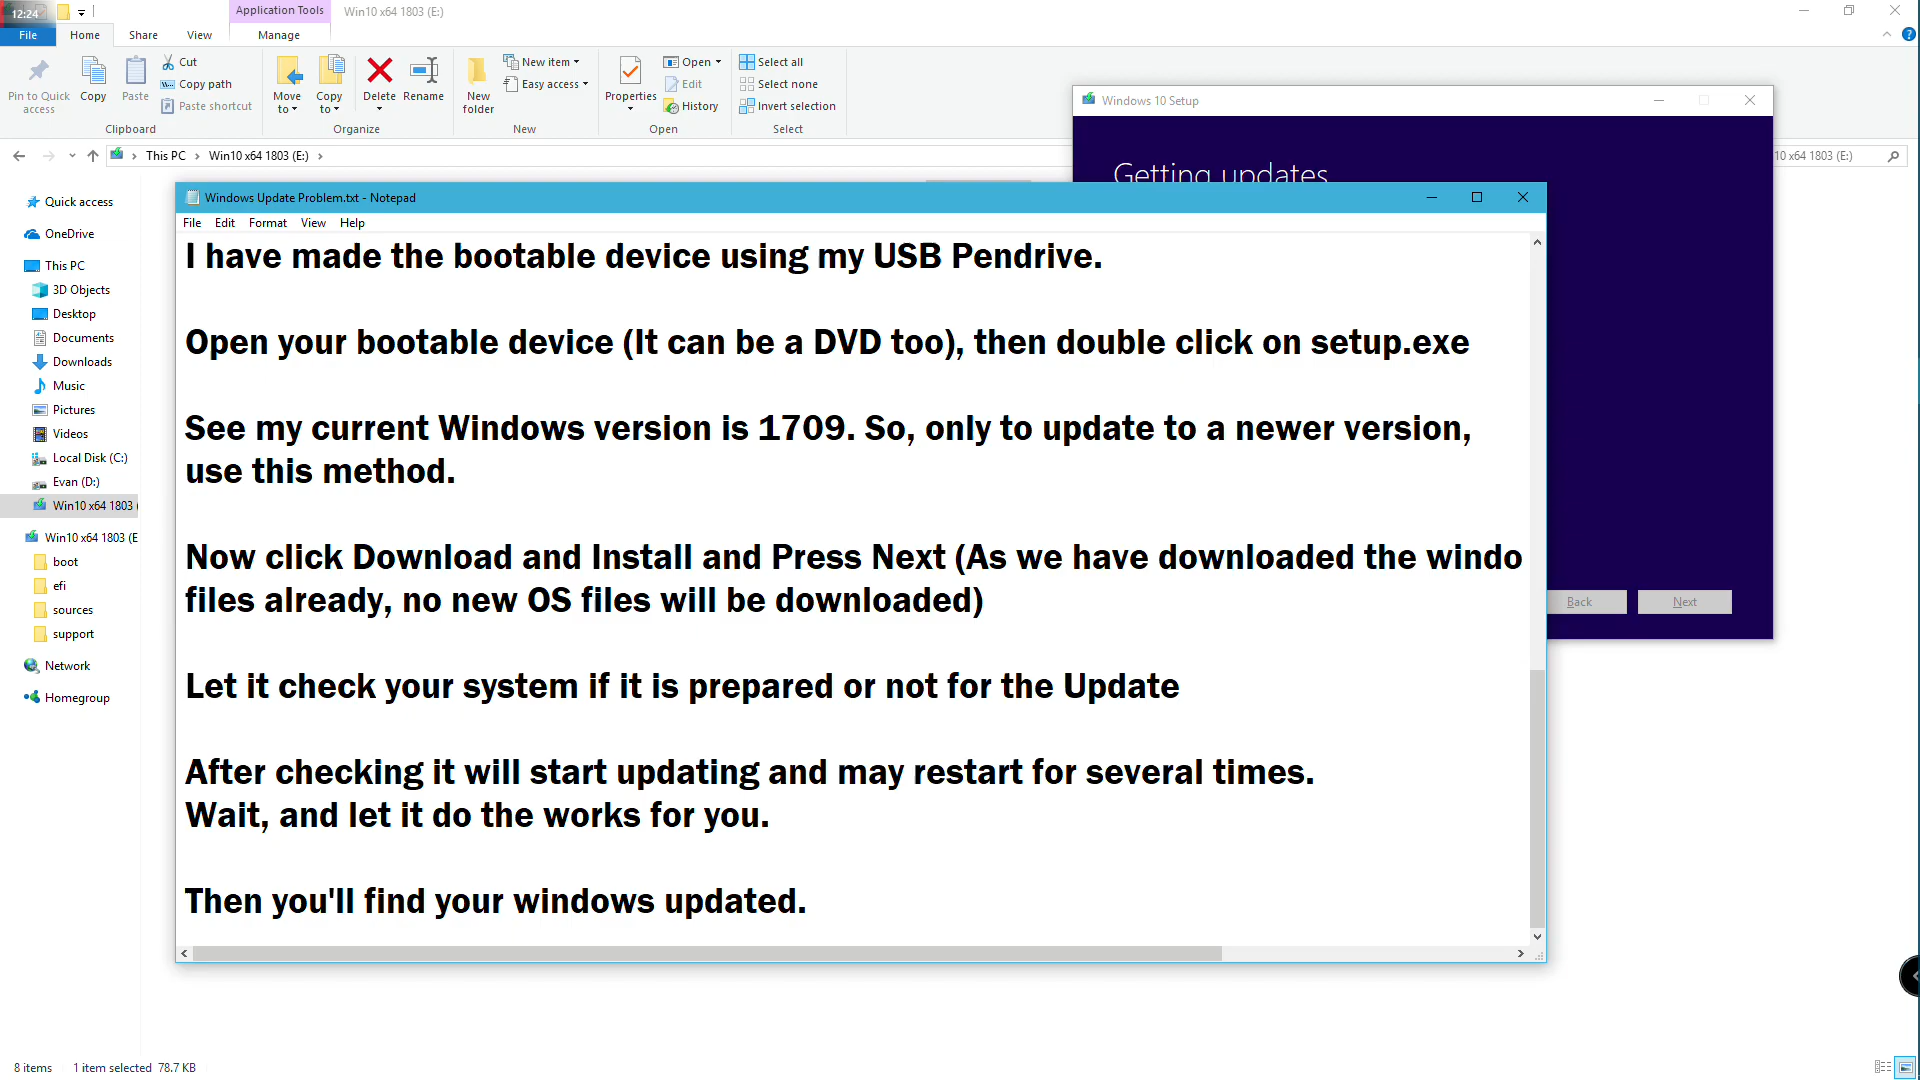 12:24
Application Tools
Win10 x64 1803 (E:)
File
Home
Share
View
Manage
Pin to Quick access
Copy
Paste
Cut
Copy path
Paste shortcut
Clipboard
Move to
Copy to
Delete
Rename
Organize
New folder
New item
Easy access
New
Properties
Open
Edit
History
Open
Select all
Select none
Invert selection
Select
This PC
Win10 x64 1803 (E:)
10 x64 1803 (E:)
Windows 10 Setup
Getting updates
Back
Next
Quick access
OneDrive
This PC
3D Objects
Desktop
Documents
Downloads
Music
Pictures
Videos
Local Disk (C:)
Evan (D:)
Win10 x64 1803 (
Win10 x64 1803 (E
boot
efi
sources
support
Network
Homegroup
Windows Update Problem.txt - Notepad
File Edit Format View Help
I have made the bootable device using my USB Pendrive.
Open your bootable device (It can be a DVD too), then double click on setup.exe
See my current Windows version is 1709. So, only to update to a newer version,
use this method.
Now click Download and Install and Press Next (As we have downloaded the windo
files already, no new OS files will be downloaded)
Let it check your system if it is prepared or not for the Update
After checking it will start updating and may restart for several times.
Wait, and let it do the works for you.
Then you'll find your windows updated.
8 items 1 item selected 78.7 KB